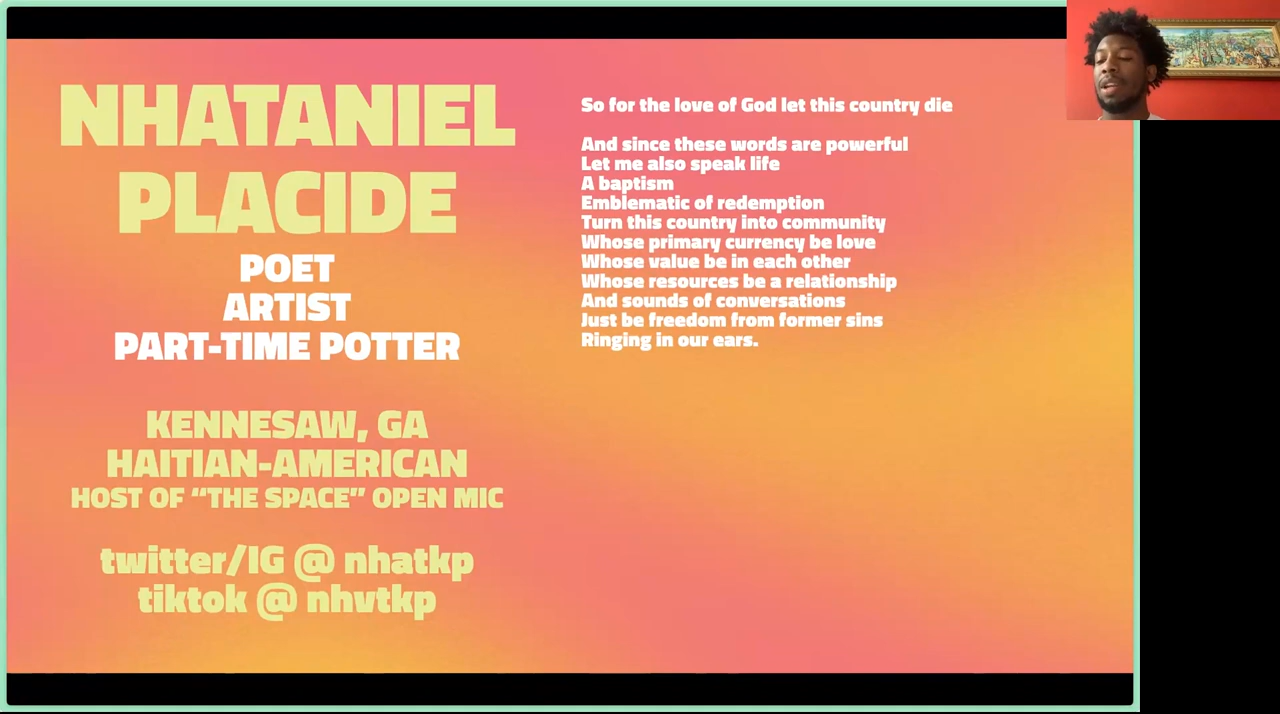 NHATANIEL
PLACIDE
POET
ARTIST
PART-TIME POTTER
KENNESAW, GA
HAITIAN-AMERICAN
HOST OF “THE SPACE” OPEN MIC
twitter/IG @ nhatkp
tiktok @ nhvtkp
So for the love of God let this country die
And since these words are powerful
Let me also speak life
A baptism
Emblematic of redemption
Turn this country into community
Whose primary currency be love
Whose value be in each other
Whose resources be a relationship
And sounds of conversations
Just be freedom from former sins
Ringing in our ears.